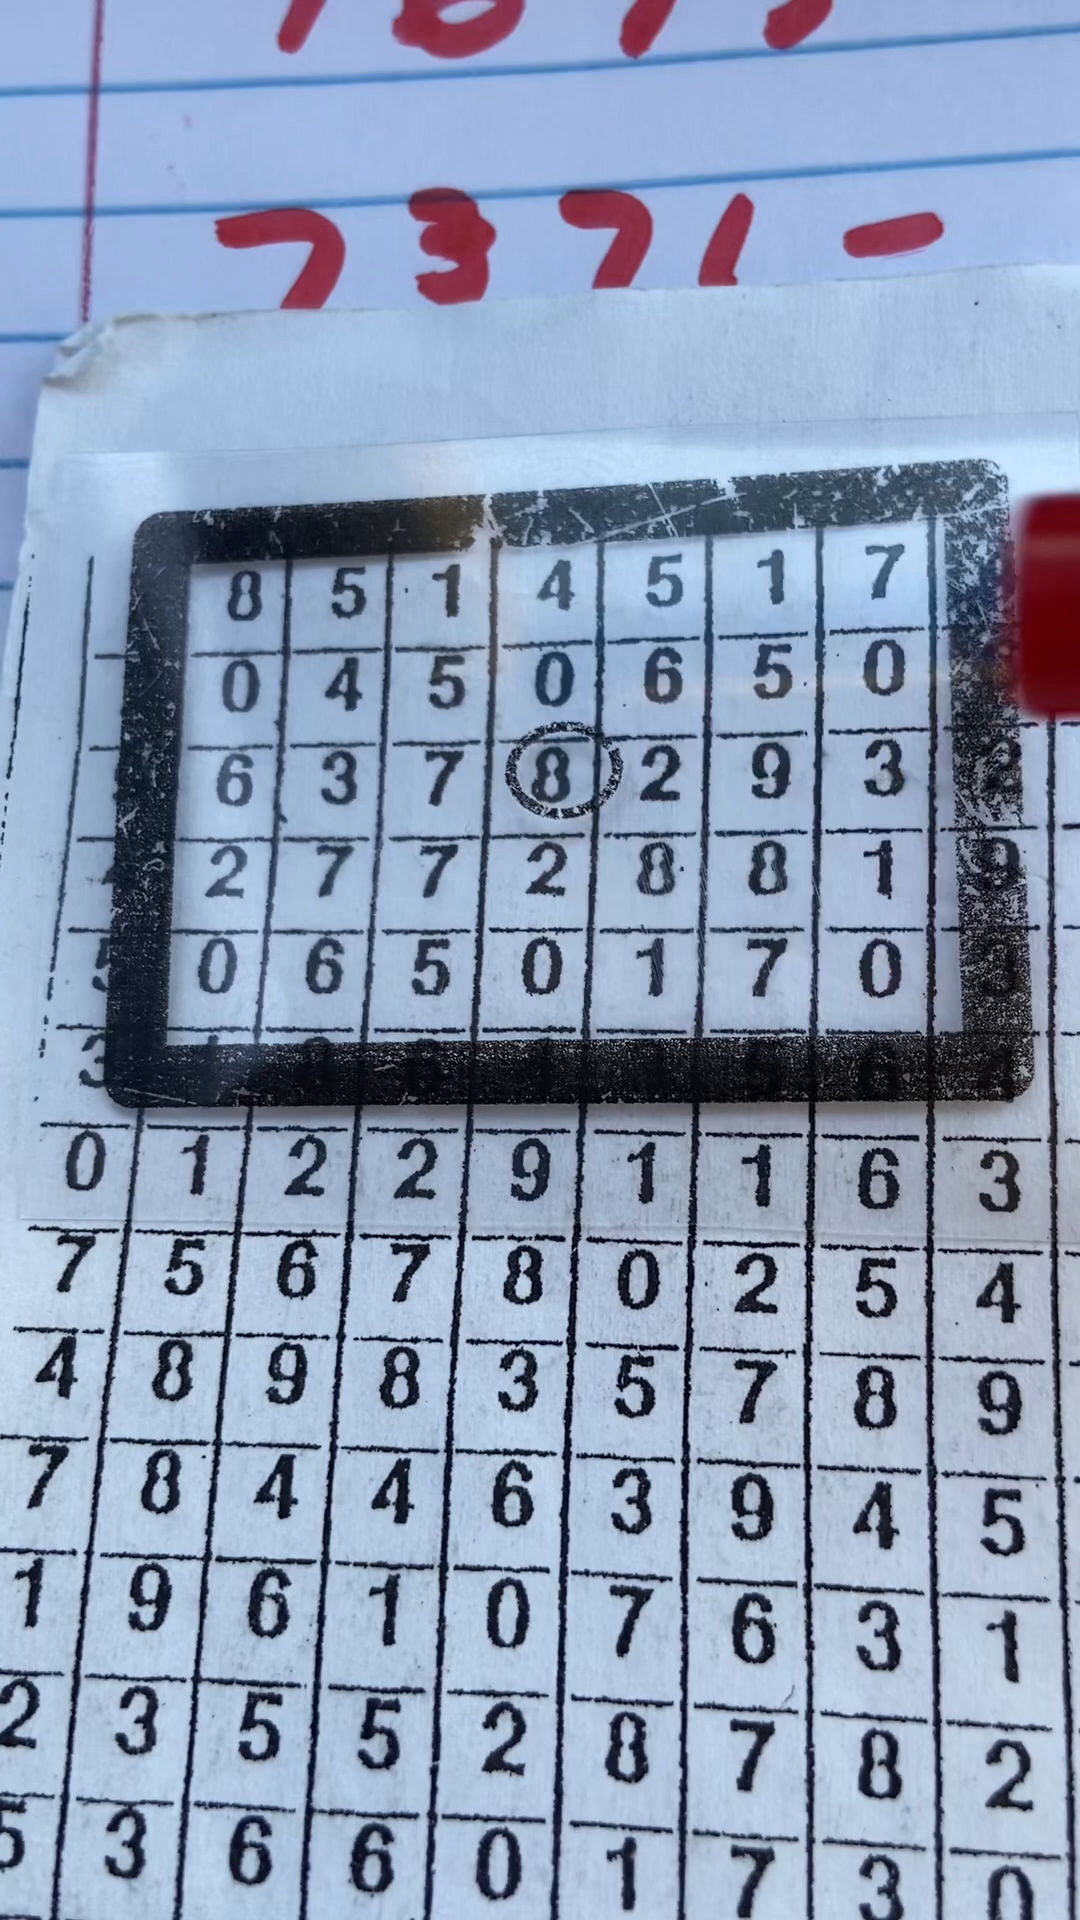 7371-
8 5 1 4 5 1 7
0 4 5 0 6 5 0
6 3 7 8 2 9 3 2
2 7 7 2 8 8 1 9
5 0 6 5 0 1 7 0 3
3
0 1 2 2 9 1 1 6 3
7 5 6 7 8 0 2 5 4
4 8 9 8 3 5 7 8 9
7 8 4 4 6 3 9 4 5
1 9 6 1 0 7 6 3 1
2 3 5 5 2 8 7 8 2
5 3 6 6 0 1 7 3 0